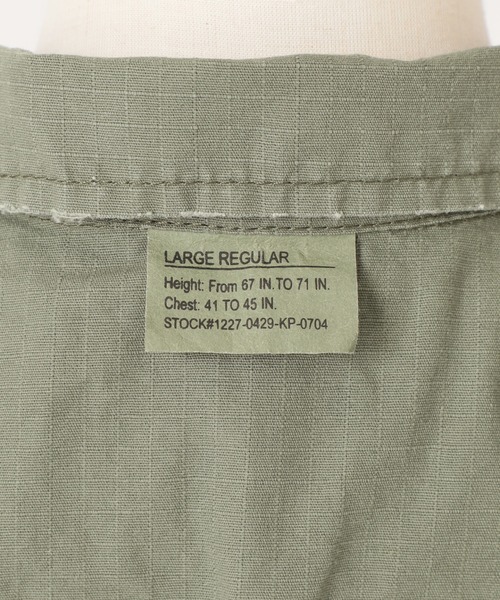 LARGE REGULAR
Height: From 67 IN.TO 71 IN.
Chest: 41 TO 45 IN.
STOCK#1227-0429-KP-0704